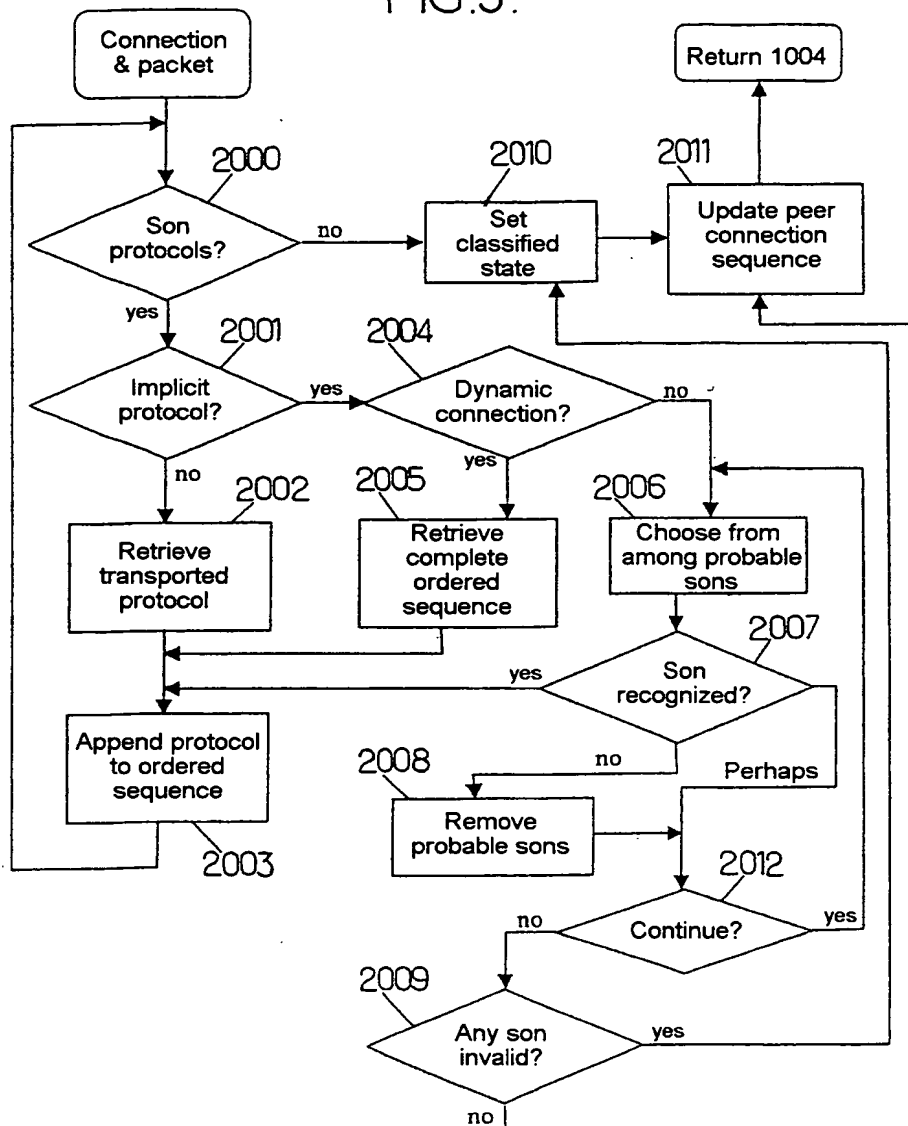 FIG.3.
Connection
& packet
Return 1004
2000
2010
2011
Son
protocols?
no
Set
classified
state
Update peer
connection
sequence
yes
2001
2004
Implicit
protocol?
yes
Dynamic
connection?
no
no
yes
2002
2005
2006
Retrieve
transported
protocol
Retrieve
complete
ordered
sequence
Choose from
among probable
sons
2007
yes
Son
recognized?
Append protocol
to ordered
sequence
2003
no
Perhaps
2008
Remove
probable sons
2012
no
Continue?
yes
2009
Any son
invalid?
yes
no